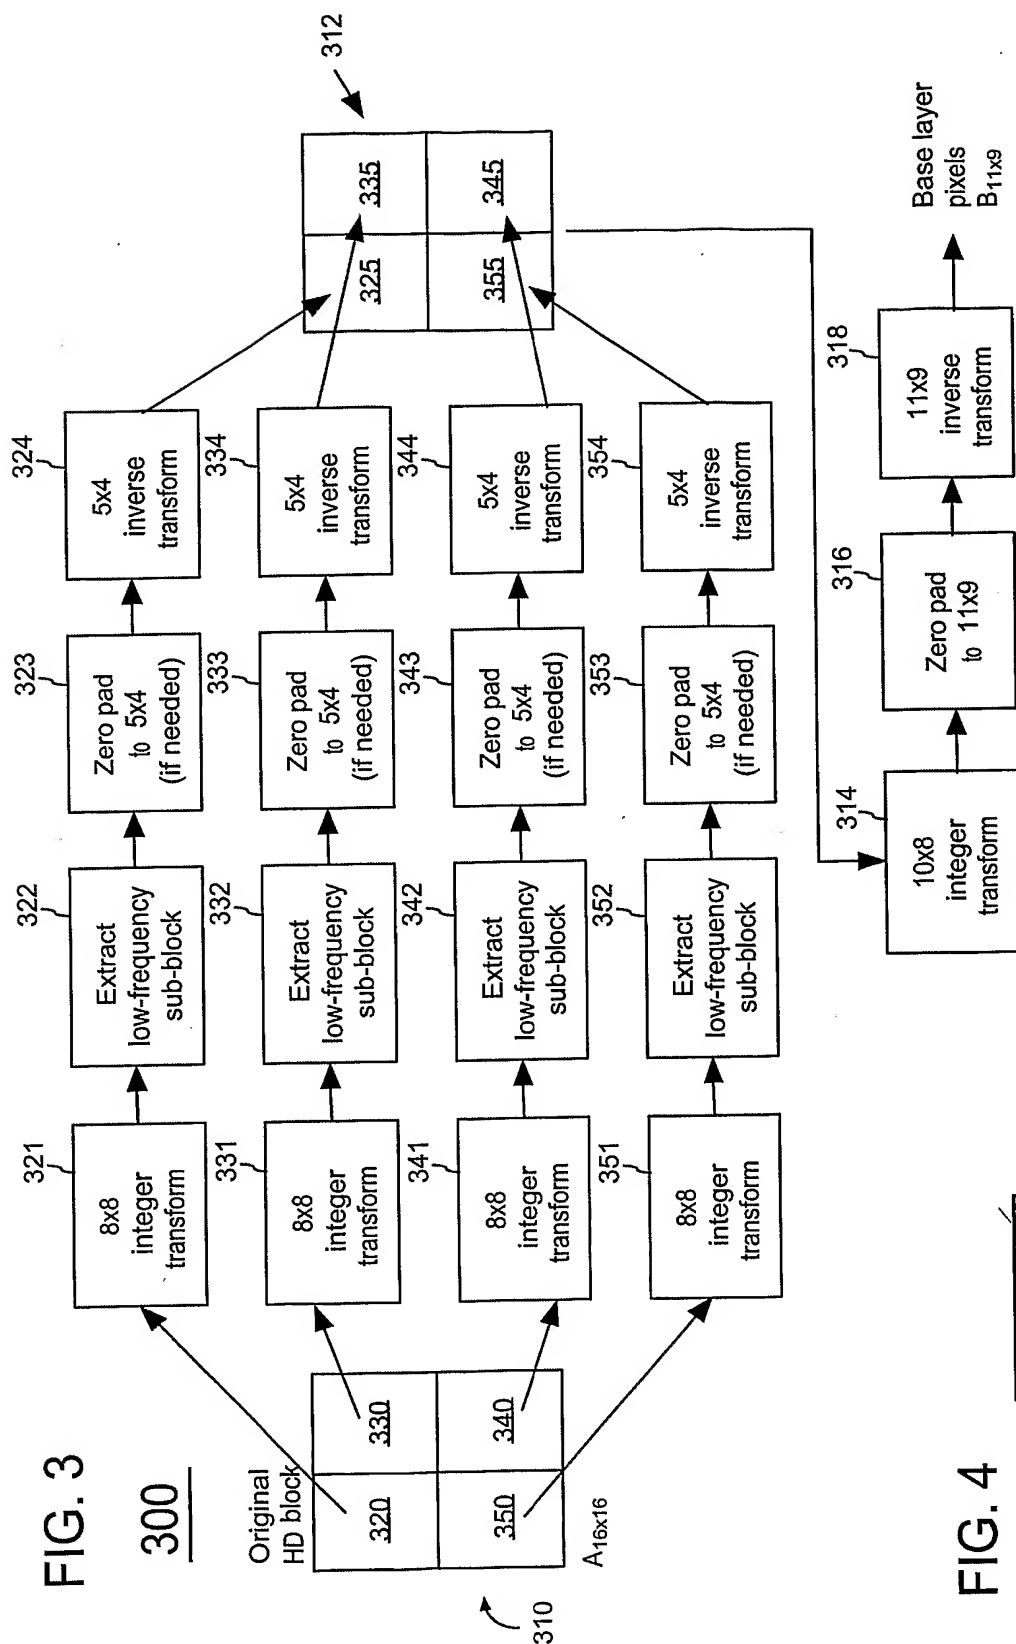 FIG. 3
300
Original
HD block
320
330
350
340
A16x16
310
321
8x8
integer
transform
322
Extract
low-frequency
sub-block
323
Zero pad
to 5x4
(if needed)
324
5x4
inverse
transform
331
8x8
integer
transform
332
Extract
low-frequency
sub-block
333
Zero pad
to 5x4
(if needed)
334
5x4
inverse
transform
341
8x8
integer
transform
342
Extract
low-frequency
sub-block
343
Zero pad
to 5x4
(if needed)
344
5x4
inverse
transform
351
8x8
integer
transform
352
Extract
low-frequency
sub-block
353
Zero pad
to 5x4
(if needed)
354
5x4
inverse
transform
312
325
335
355
345
314
10x8
integer
transform
316
Zero pad
to 11x9
318
11x9
inverse
transform
Base layer
pixels
B11x9
FIG. 4